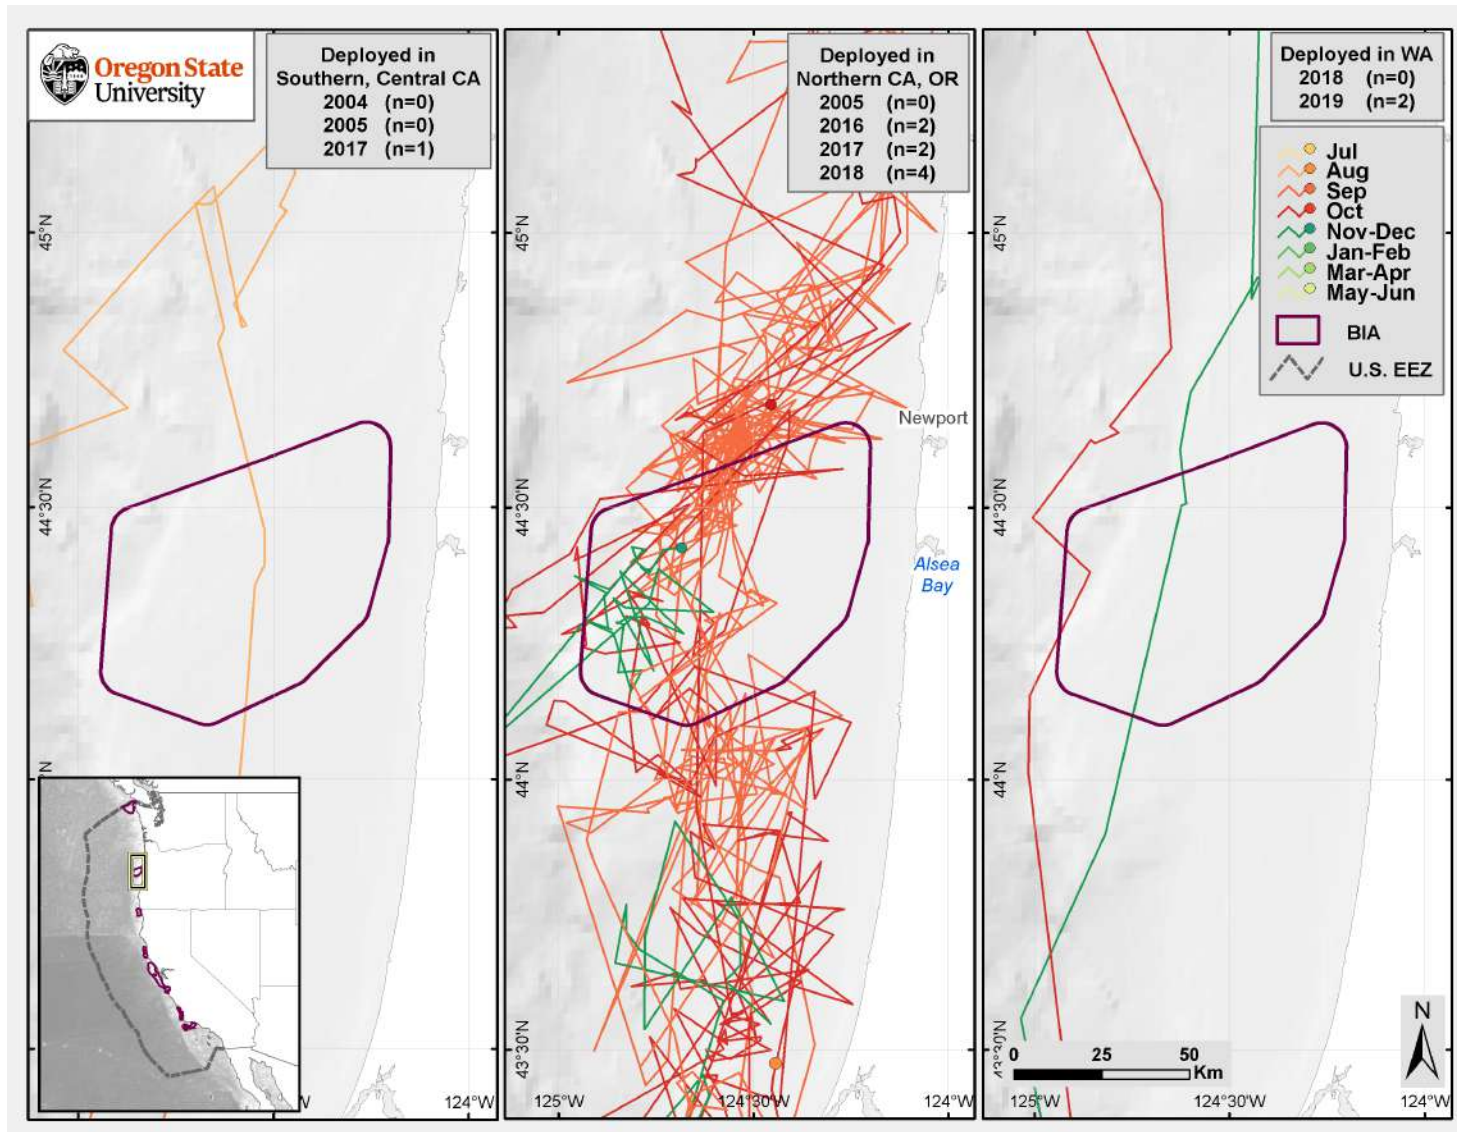 Oregon State
University
Deployed in
Southern, Central CA
2004 (n=0)
2005 (n=0)
2017 (n=1)
Deployed in
Northern CA, OR
2005 (n=0)
2016 (n=2)
2017 (n=2)
2018 (n=4)
Deployed in WA
2018 (n=0)
2019 (n=2)
Jul
Aug
Sep
Oct
Nov-Dec
Jan-Feb
Mar-Apr
May-Jun
BIA
U.S. EEZ
45°N
45°N
45°N
Newport
44°30'N
44°30'N
44°30'N
Alsea
Bay
°N
44°N
44°N
43°30'N
43°30'N
N
0 25 50
Km
W
124°W
125°W
124°30'W
124°W
125°W
124°30'W
124°W